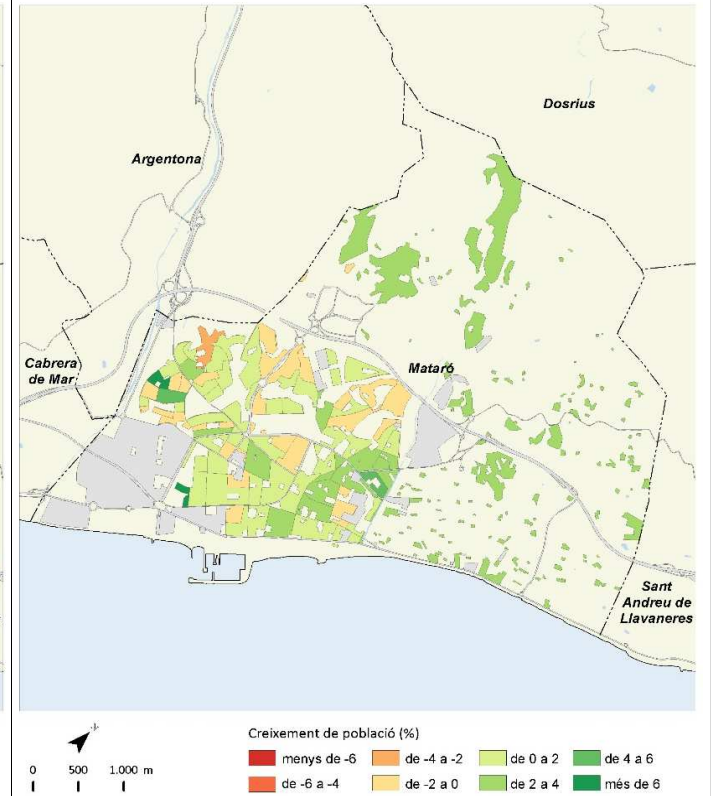 Dosrius
Argentona
Cabrera
de Mar
Mataró
Sant
Andreu de
Llavaneres
Creixement de població (%)
menys de -6
de -4 a -2
de 0 a 2
de 4 a 6
de -6 a -4
de -2 a 0
de 2 a 4
més de 6
0 500 1.000 m